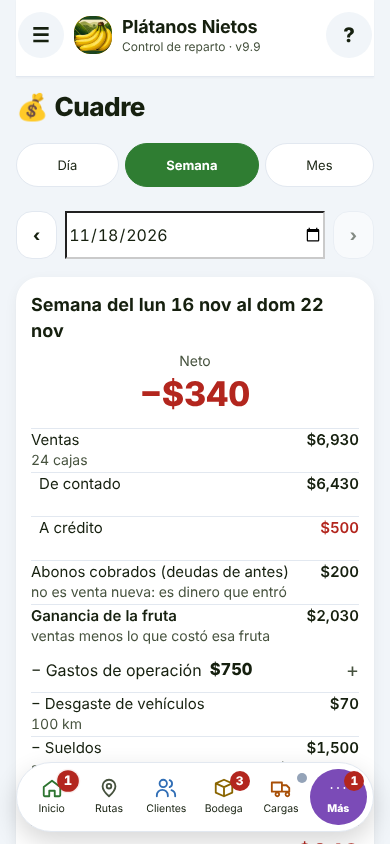 ☰
Plátanos Nietos
Control de reparto · v9.9
?
💰 Cuadre
Día
Semana
Mes
‹
11/18/2026
›
Semana del lun 16 nov al dom 22
nov
Neto
−$340
Ventas $6,930
24 cajas
De contado $6,430
A crédito $500
Abonos cobrados (deudas de antes) $200
no es venta nueva: es dinero que entró
Ganancia de la fruta $2,030
ventas menos lo que costó esa fruta
− Gastos de operación $750 +
− Desgaste de vehículos $70
100 km
− Sueldos $1,500
1
3
1
Inicio
Rutas
Clientes
Bodega
Cargas
Más